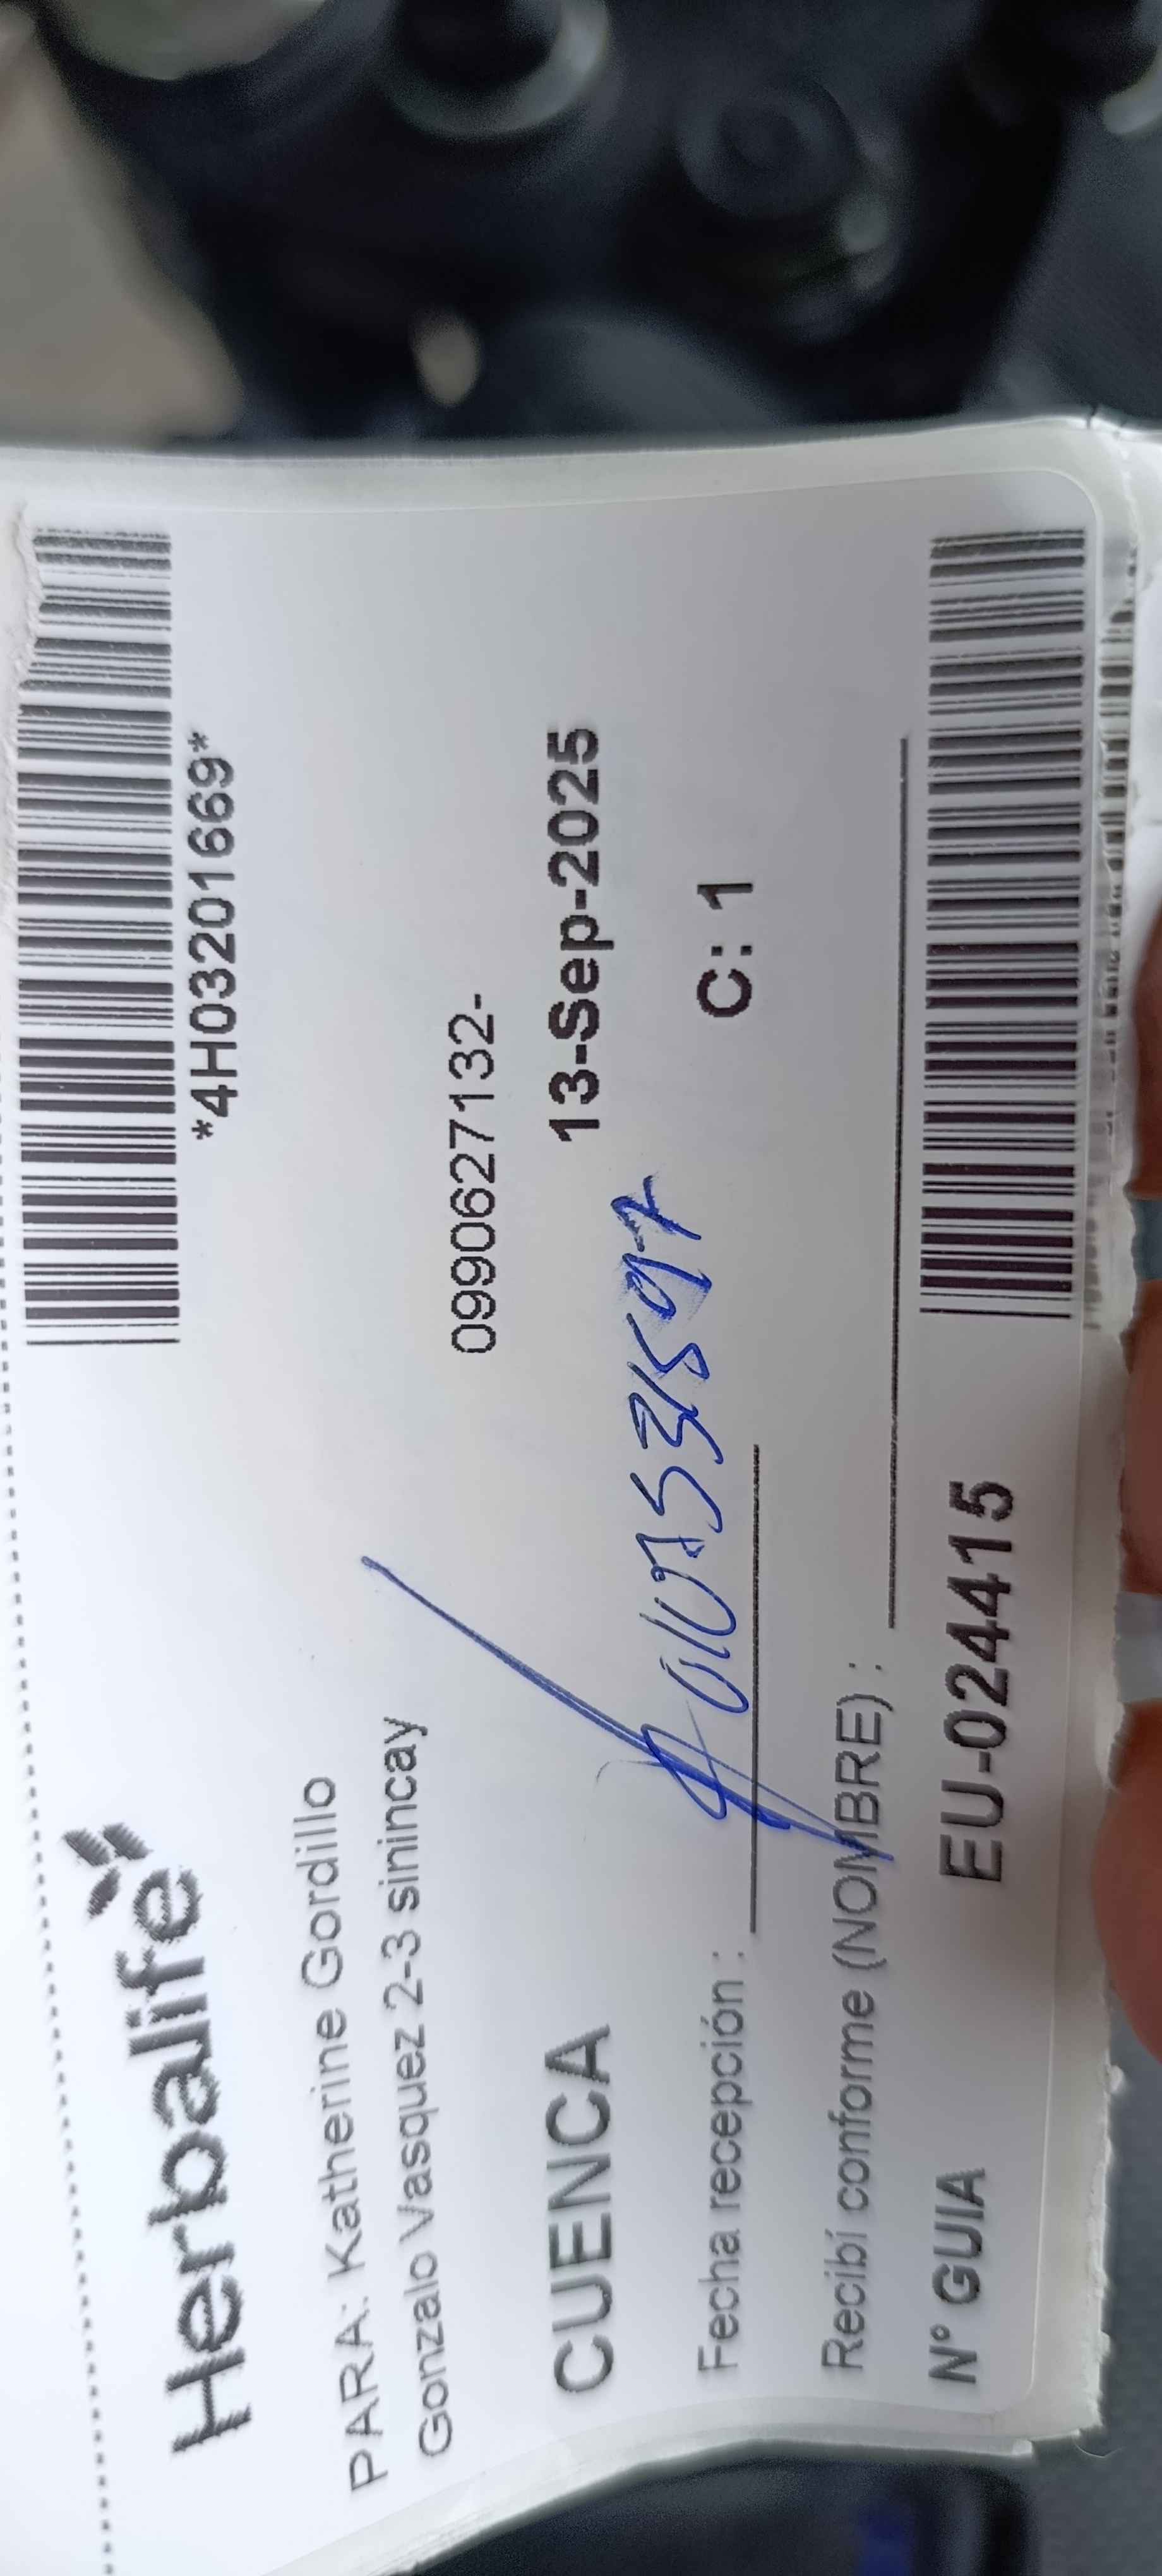 *4H03201669*
Herbalife
PARA: Katherine Gordillo
Gonzalo Vasquez 2-3 sinincay
0990627132-
CUENCA 13-Sep-2025
Fecha recepción : C: 1
Recibí conforme (NOMBRE) :
N° GUIA EU-024415